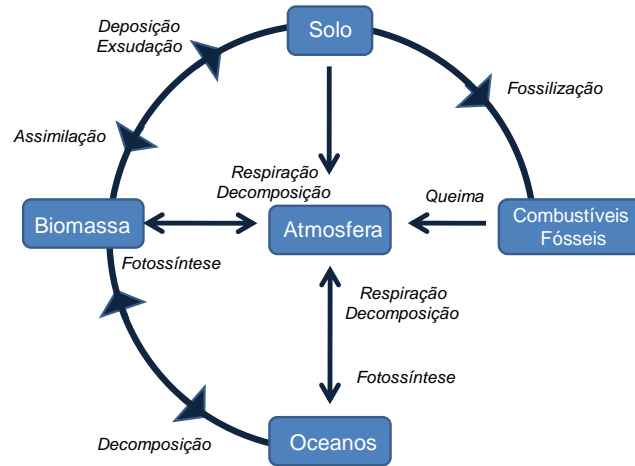 Deposição
Exsudação
Solo
Fossilização
Assimilação
Respiração
Decomposição
Queima
Biomassa
Atmosfera
Combustíveis
Fósseis
Fotossíntese
Respiração
Decomposição
Fotossíntese
Decomposição
Oceanos